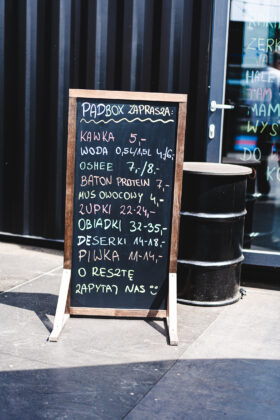 PADBOX ZAPRASZA:
KAWKA 5,-
WODA 0,5L/1,5L 4,/6,-
OSHEE 7,-/8,-
BATON PROTEIN 7,-
MUS OWOCOWY 4,-
ZUPKI 22-24,-
OBIADKI 32-35,-
DESERKI 14-18,-
PIWKA 11-14,-
O RESZTĘ
ZAPYTAJ NAS